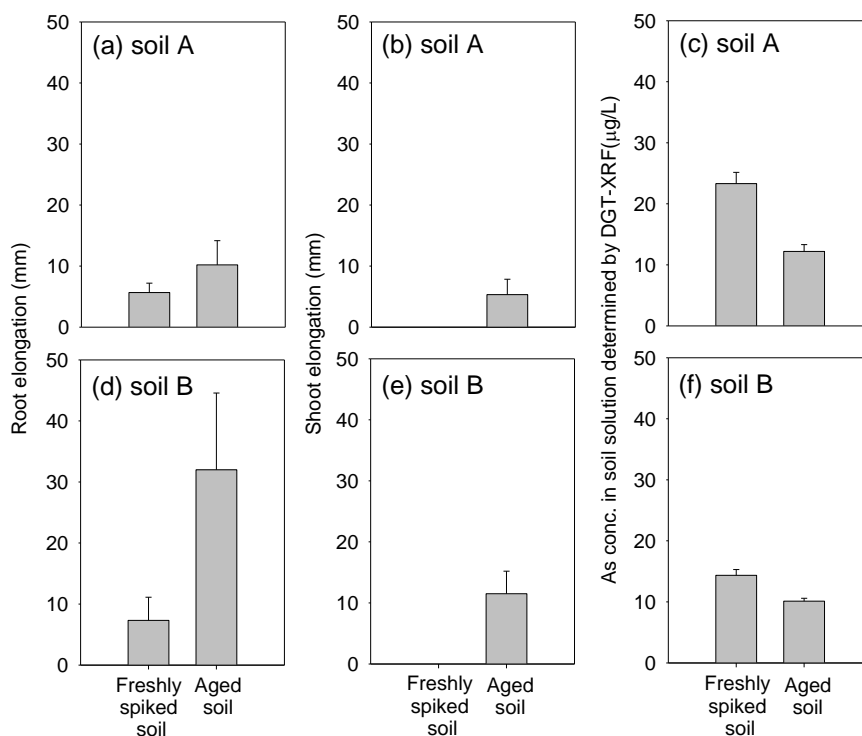 (a) soil A
50
40
30
20
10
0
(b) soil A
50
40
30
20
10
0
(c) soil A
50
40
30
20
10
0
Root elongation (mm)
Shoot elongation (mm)
As conc. in soil solution determined by DGT-XRF(µg/L)
(d) soil B
50
40
30
20
10
0
Freshly
spiked
soil
Aged
soil
(e) soil B
50
40
30
20
10
0
Freshly
spiked
soil
Aged
soil
(f) soil B
50
40
30
20
10
0
Freshly
spiked
soil
Aged
soil